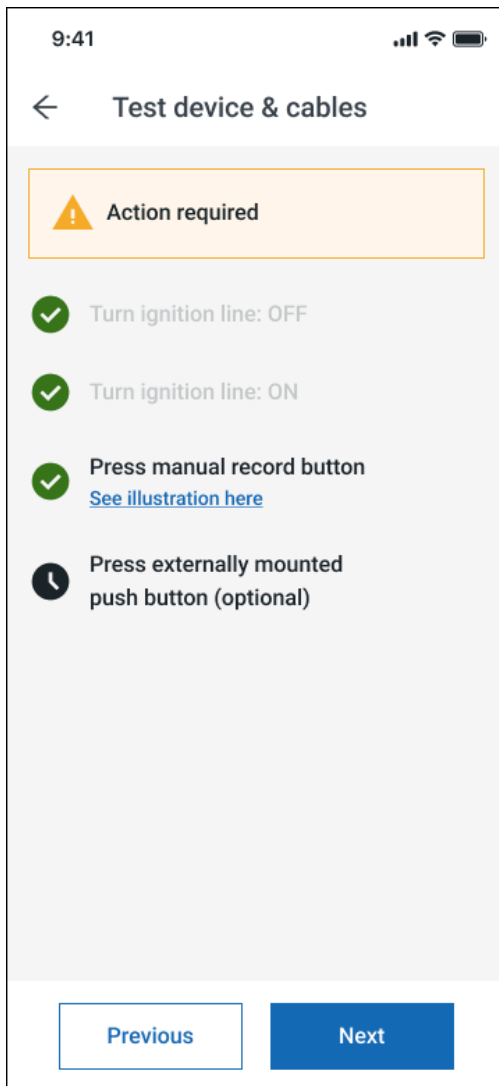 9:41
Test device & cables
Action required
Turn ignition line: OFF
Turn ignition line: ON
Press manual record button
See illustration here
Press externally mounted
push button (optional)
Previous
Next